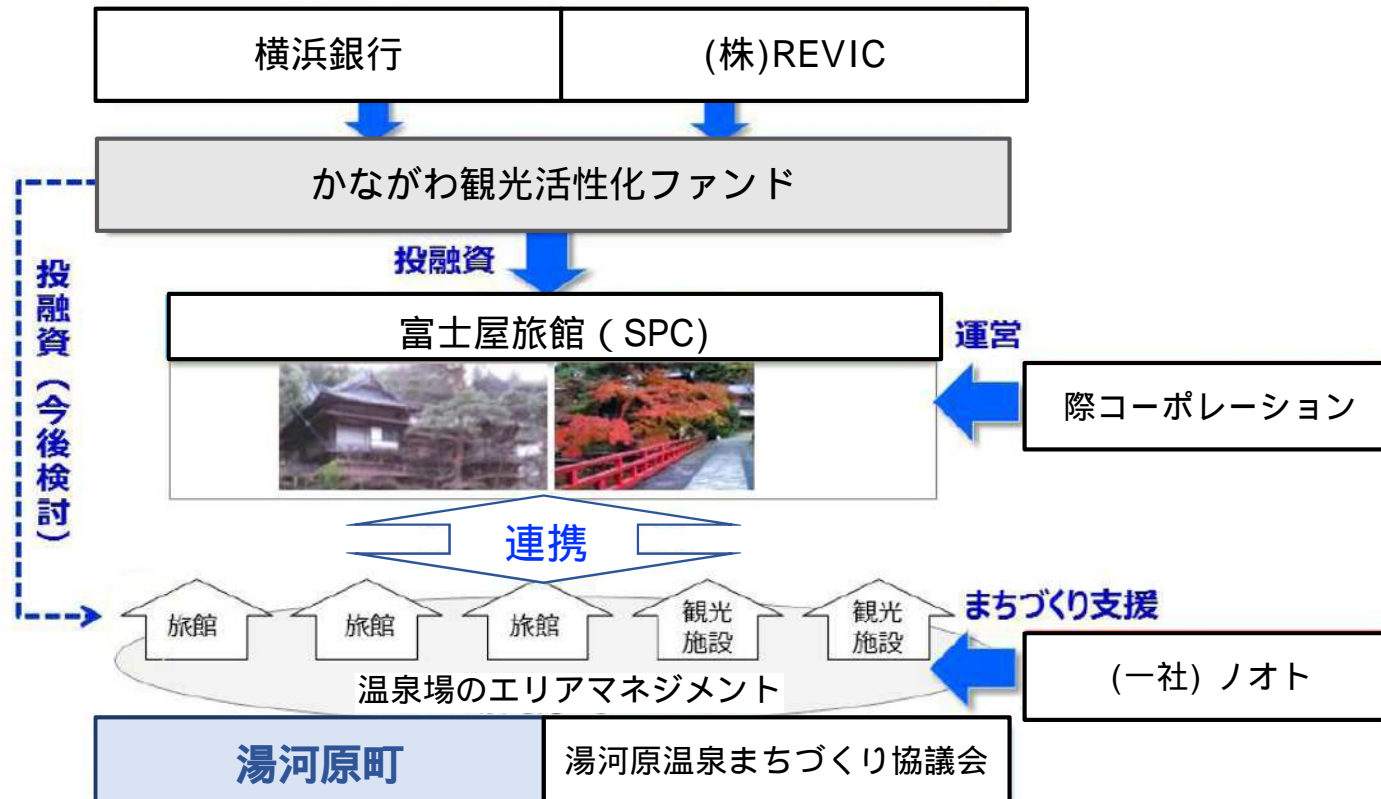 横浜銀行
(株)REVIC
かながわ観光活性化ファンド
投融資
投融資(今後検討)
富士屋旅館(SPC)
運営
際コーポレーション
連携
旅館
旅館
旅館
観光
施設
観光
施設
まちづくり支援
温泉場のエリアマネジメント
(一社) ノオト
湯河原町
湯河原温泉まちづくり協議会